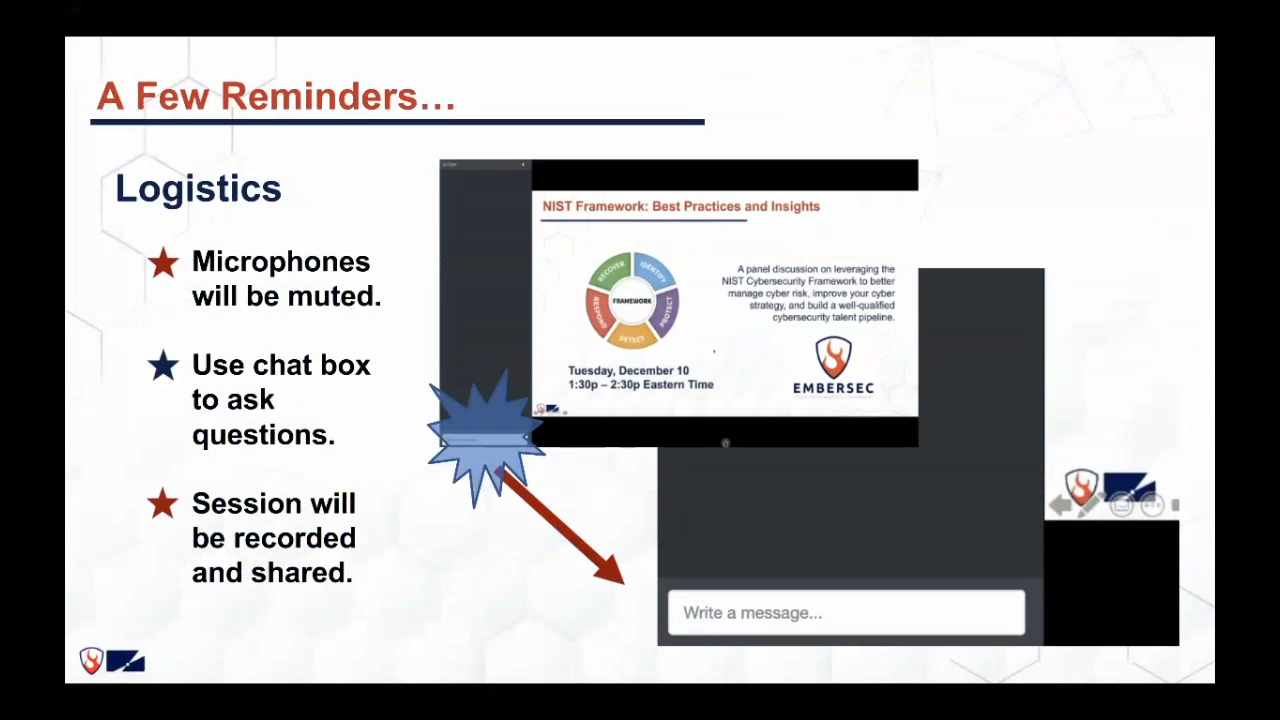 A Few Reminders…
Logistics
Microphones
will be muted.
Use chat box
to ask
questions.
Session will
be recorded
and shared.
NIST Framework: Best Practices and Insights
RECOVER
IDENTIFY
PROTECT
DETECT
RESPOND
FRAMEWORK
A panel discussion on leveraging the
NIST Cybersecurity Framework to better
manage cyber risk, improve your cyber
strategy, and build a well-qualified
cybersecurity talent pipeline.
Tuesday, December 10
1:30p – 2:30p Eastern Time
EMBERSEC
Write a message...